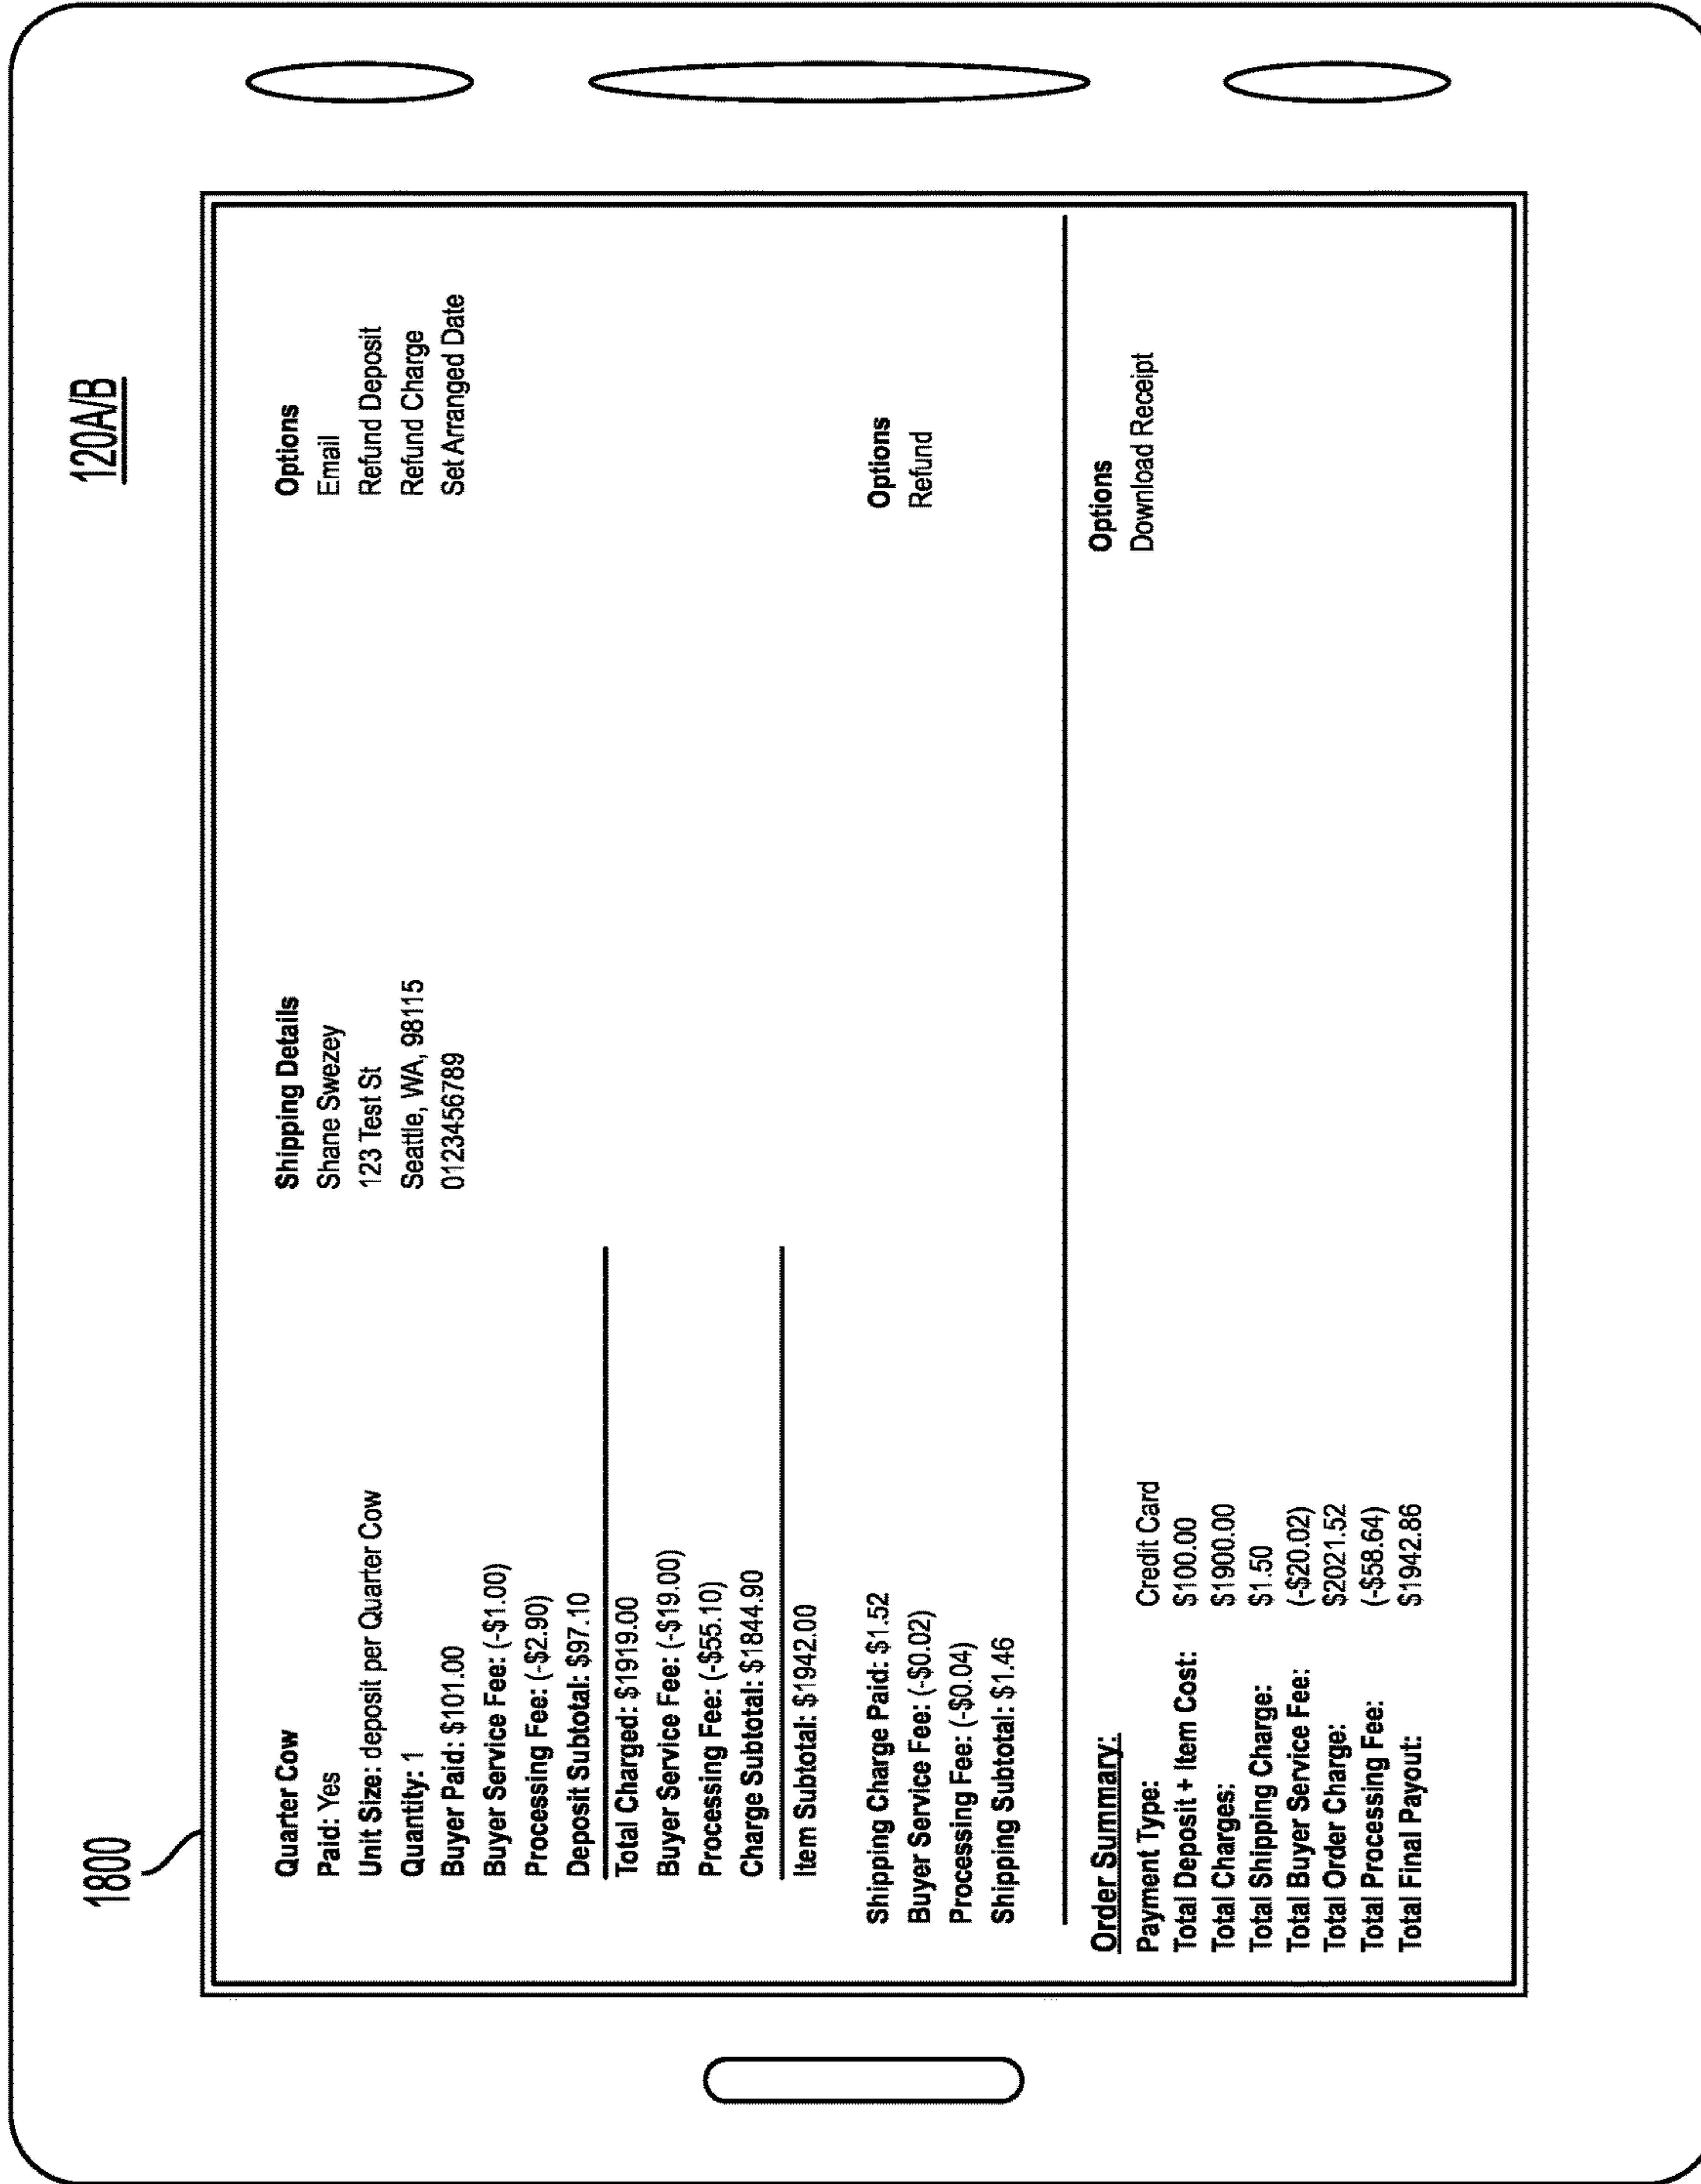 1800
120A/B
Quarter Cow
Paid: Yes
Unit Size: deposit per Quarter Cow
Quantity: 1
Buyer Paid: $101.00
Buyer Service Fee: (-$1.00)
Processing Fee: (-$2.90)
Deposit Subtotal: $97.10
Total Charged: $1919.00
Buyer Service Fee: (-$19.00)
Processing Fee: (-$55.10)
Charge Subtotal: $1844.90
Item Subtotal: $1942.00
Shipping Details
Shane Swezey
123 Test St
Seattle, WA, 98115
0123456789
Options
Email
Refund Deposit
Refund Charge
Set Arranged Date
Shipping Charge Paid: $1.52
Buyer Service Fee: (-$0.02)
Processing Fee: (-$0.04)
Shipping Subtotal: $1.46
Options
Refund
Order Summary:
Payment Type: Credit Card
Total Deposit + Item Cost: $100.00
Total Charges: $1900.00
Total Shipping Charge: $1.50
Total Buyer Service Fee: (-$20.02)
Total Order Charge: $2021.52
Total Processing Fee: (-$58.64)
Total Final Payout: $1942.86
Options
Download Receipt